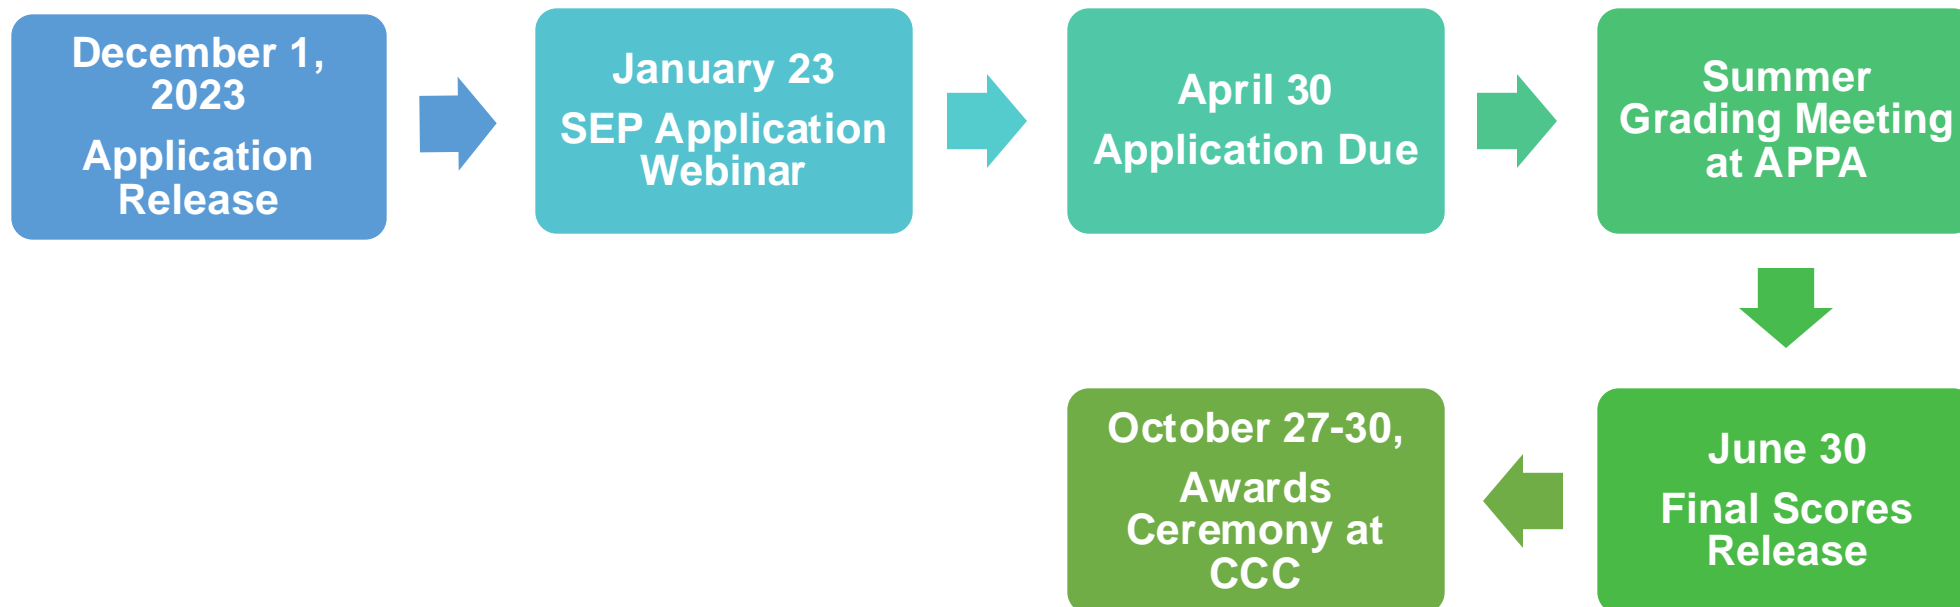 December 1,
2023
Application
Release
January 23
SEP Application
Webinar
April 30
Application Due
Summer
Grading Meeting
at APPA
June 30
Final Scores
Release
October 27-30,
Awards
Ceremony at
CCC